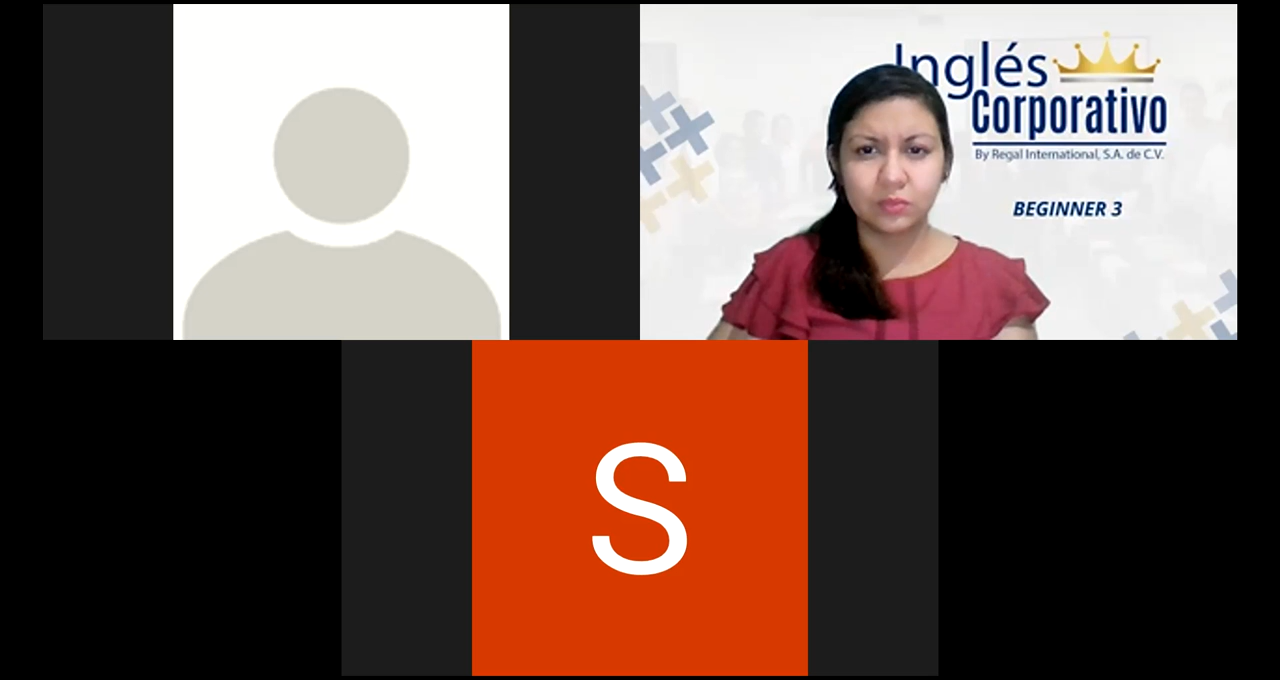 Inglés
Corporativo
By Regal International, S.A. de C.V.
BEGINNER 3
S